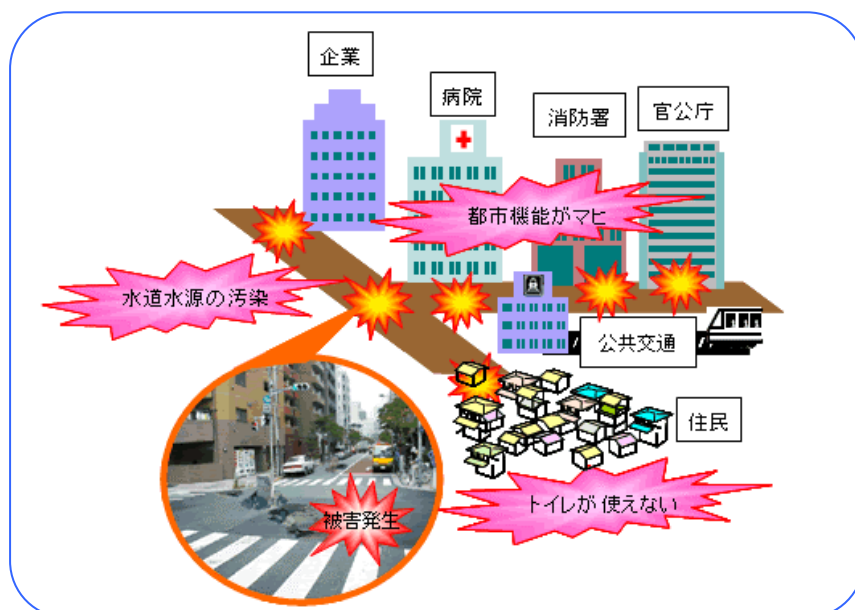 企業
病院
消防署
官公庁
都市機能がマヒ
水道水源の汚染
公共交通
住民
トイレが使えない
被害発生